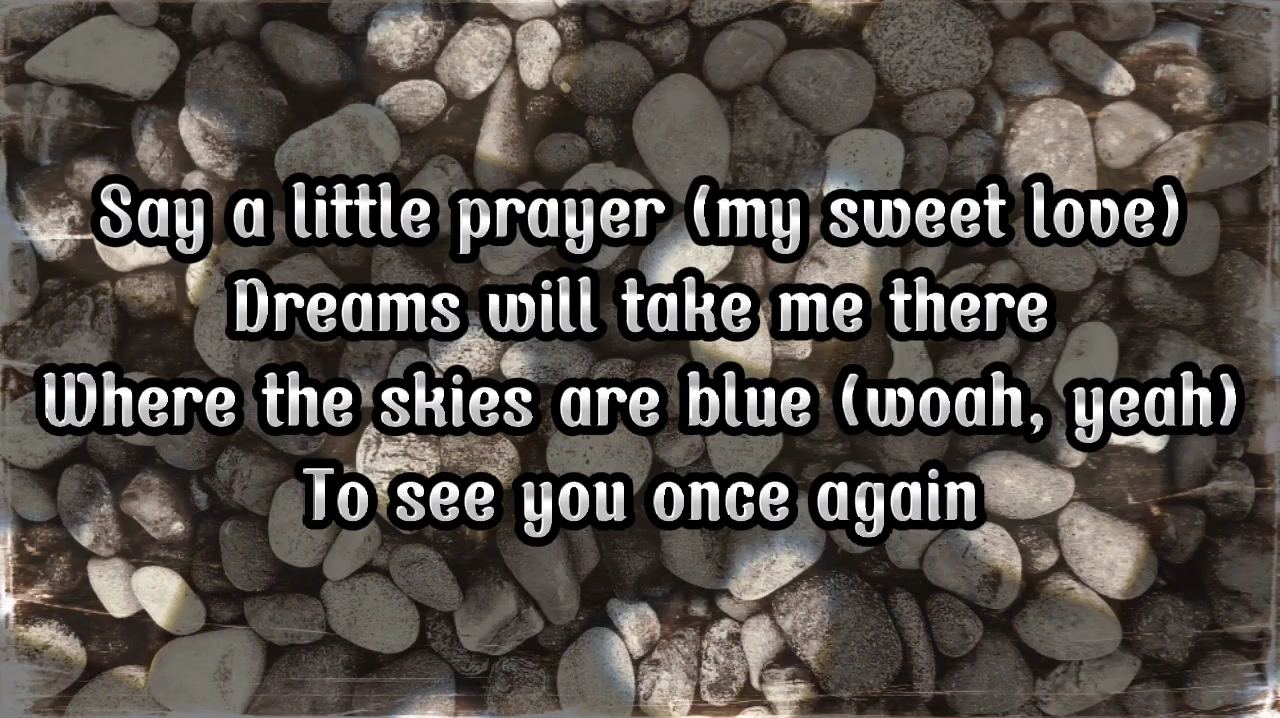 Say a little prayer (my sweet love)
Dreams will take me there
Where the skies are blue (woah, yeah)
To see you once again